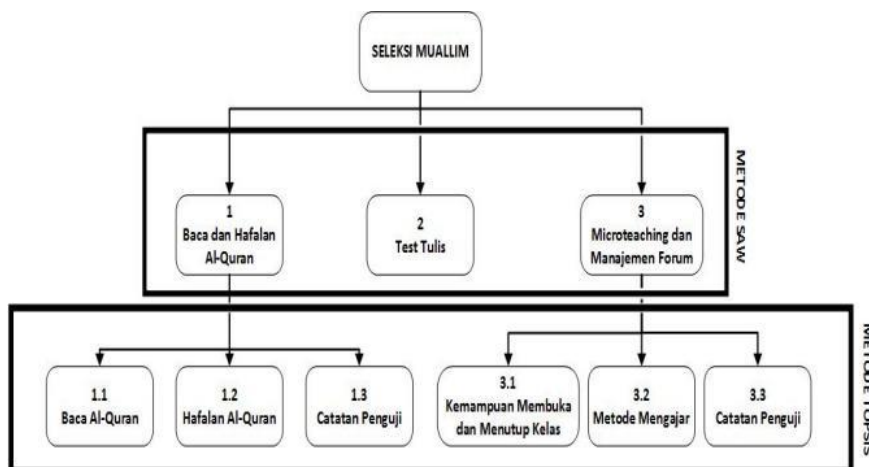 SELEKSI MUALLIM
METODE SAW
1
Baca dan Hafalan
Al-Quran
2
Test Tulis
3
Microteaching dan
Manajemen Forum
METODE TOPSIS
1.1
Baca Al-Quran
1.2
Hafalan Al-Quran
1.3
Catatan Penguji
3.1
Kemampuan Membuka
dan Menutup Kelas
3.2
Metode Mengajar
3.3
Catatan Penguji